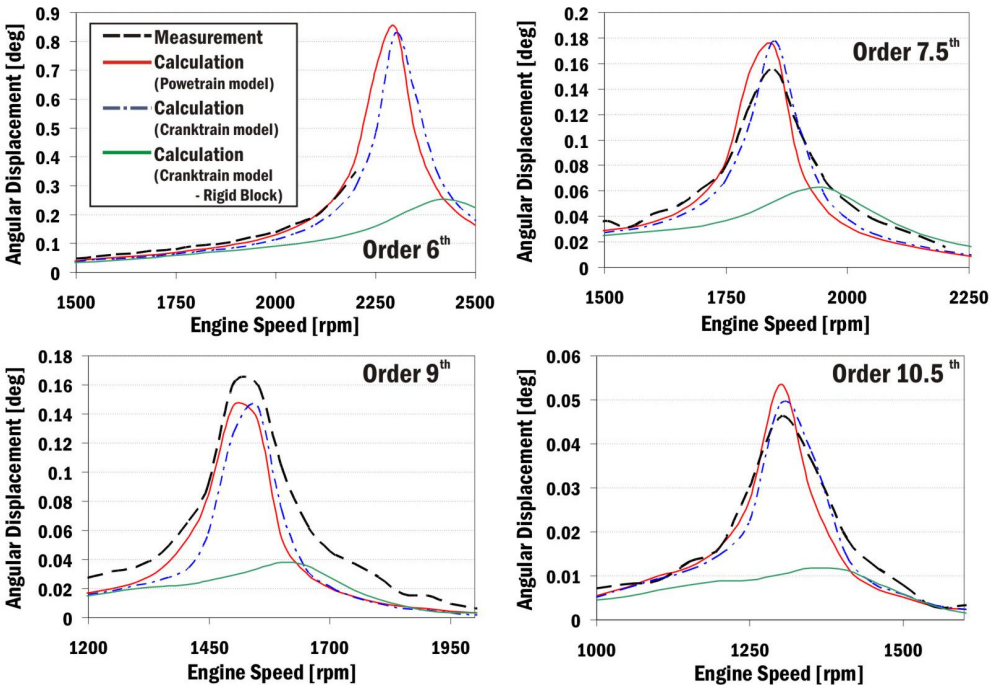 Angular Displacement [deg]
0.9
0.8
0.7
0.6
0.5
0.4
0.3
0.2
0.1
0
Measurement
Calculation
(Powetrain model)
Calculation
(Cranktrain model)
Calculation
(Cranktrain model
- Rigid Block)
Order 6th
1500 1750 2000 2250 2500
Engine Speed [rpm]
Angular Displacement [deg]
0.2
0.18
0.16
0.14
0.12
0.1
0.08
0.06
0.04
0.02
0
Order 7.5th
1500 1750 2000 2250
Engine Speed [rpm]
Angular Displacement [deg]
0.18
0.16
0.14
0.12
0.1
0.08
0.06
0.04
0.02
0
Order 9th
1200 1450 1700 1950
Engine Speed [rpm]
Angular Displacement [deg]
0.06
0.05
0.04
0.03
0.02
0.01
0
Order 10.5 th
1000 1250 1500
Engine Speed [rpm]